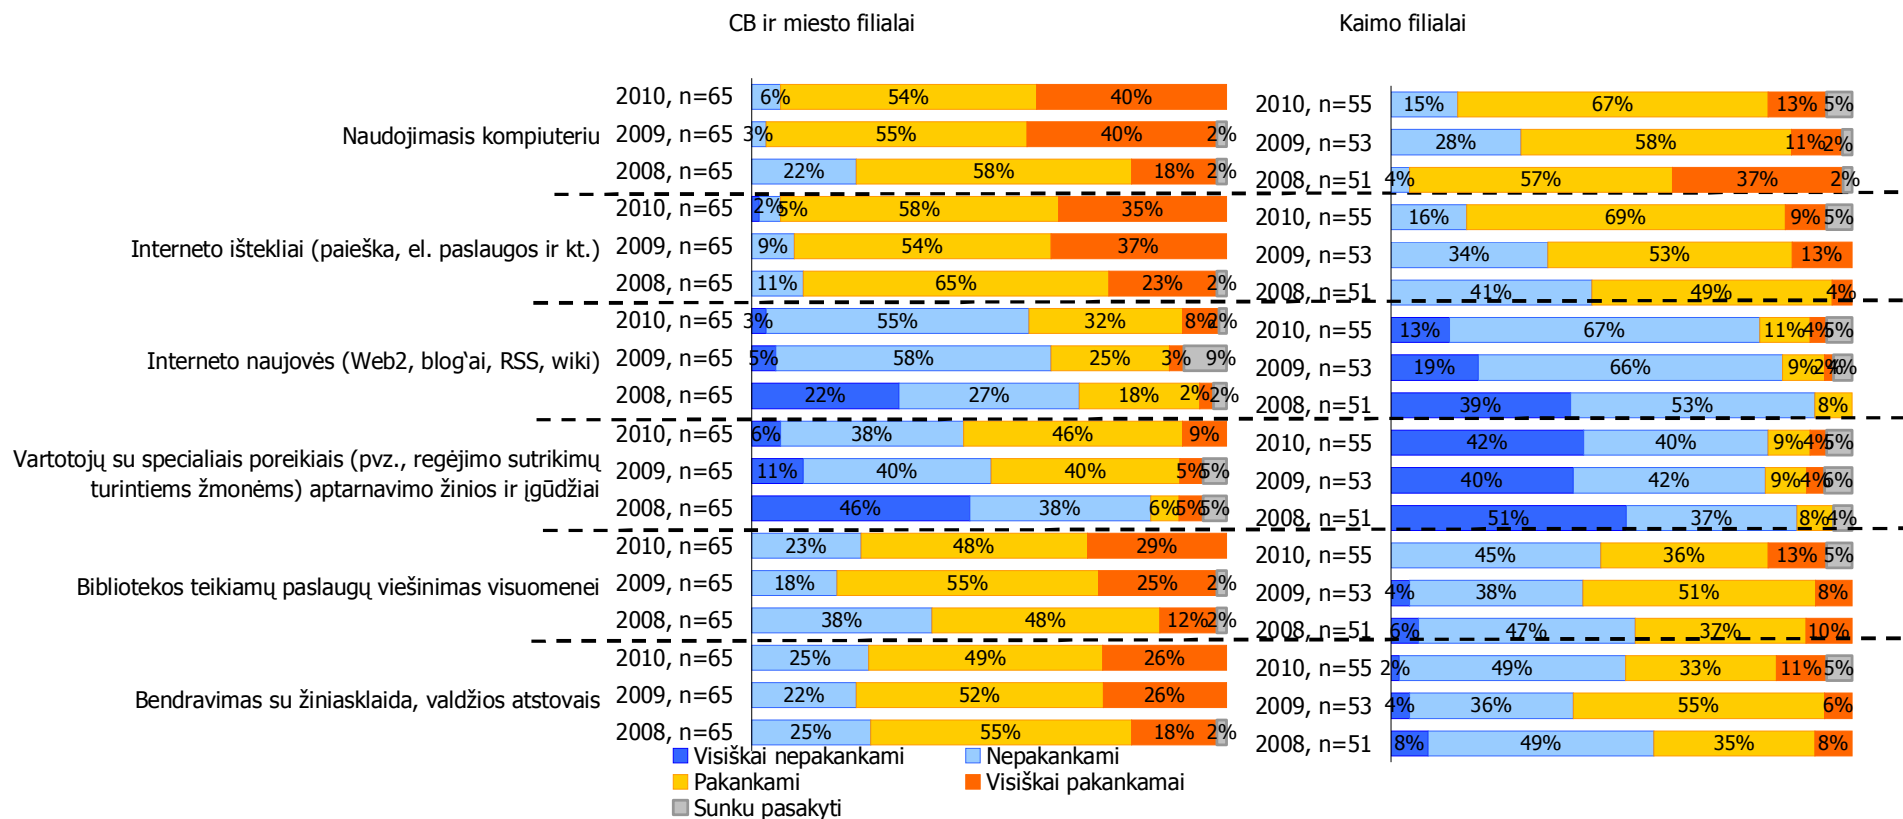 CB ir miesto filialai
Kaimo filialai
Naudojimasis kompiuteriu
2010, n=65 6% 54% 40%
2009, n=65 3% 55% 40% 2%
2008, n=65 22% 58% 18% 2%
2010, n=55 15% 67% 13% 5%
2009, n=53 28% 58% 11% 2%
2008, n=51 4% 57% 37% 2%
Interneto ištekliai (paieška, el. paslaugos ir kt.)
2010, n=65 2% 5% 58% 35%
2009, n=65 9% 54% 37%
2008, n=65 11% 65% 23% 2%
2010, n=55 16% 69% 9% 5%
2009, n=53 34% 53% 13%
2008, n=51 41% 49% 4%
Interneto naujovės (Web2, blog‘ai, RSS, wiki)
2010, n=65 3% 55% 32% 8% 2%
2009, n=65 5% 58% 25% 3% 9%
2008, n=65 22% 27% 18% 2% 2%
2010, n=55 13% 67% 11% 4% 5%
2009, n=53 19% 66% 9% 2% 4%
2008, n=51 39% 53% 8%
Vartotojų su specialiais poreikiais (pvz., regėjimo sutrikimų
turintiems žmonėms) aptarnavimo žinios ir įgūdžiai
2010, n=65 6% 38% 46% 9%
2009, n=65 11% 40% 40% 5% 5%
2008, n=65 46% 38% 6% 5% 5%
2010, n=55 42% 40% 9% 4% 5%
2009, n=53 40% 42% 9% 4% 6%
2008, n=51 51% 37% 8% 4%
Bibliotekos teikiamų paslaugų viešinimas visuomenei
2010, n=65 23% 48% 29%
2009, n=65 18% 55% 25% 2%
2008, n=65 38% 48% 12% 2%
2010, n=55 45% 36% 13% 5%
2009, n=53 4% 38% 51% 8%
2008, n=51 6% 47% 37% 10%
Bendravimas su žiniasklaida, valdžios atstovais
2010, n=65 25% 49% 26%
2009, n=65 22% 52% 26%
2008, n=65 25% 55% 18% 2%
2010, n=55 2% 49% 33% 11% 5%
2009, n=53 4% 36% 55% 6%
2008, n=51 8% 49% 35% 8%
Visiškai nepakankami
Nepakankami
Pakankami
Visiškai pakankamai
Sunku pasakyti